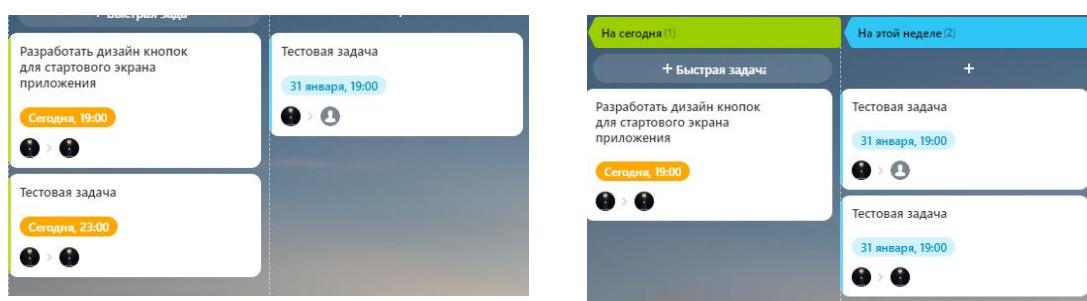 + Быстрая зада
Разработать дизайн кнопок
для стартового экрана
приложения
Сегодня, 19:00
Тестовая задача
Сегодня, 23:00
Тестовая задача
31 января, 19:00
На сегодня (1)
+ Быстрая задача
Разработать дизайн кнопок
для стартового экрана
приложения
Сегодня, 19:00
На этой неделе (2)
+
Тестовая задача
31 января, 19:00
Тестовая задача
31 января, 19:00